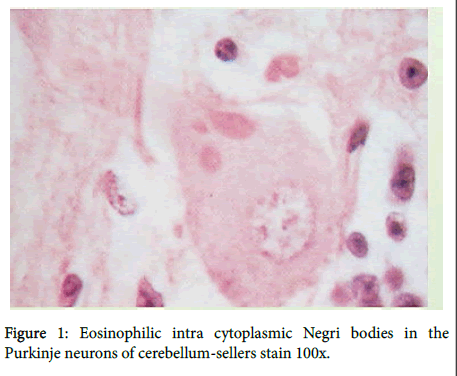 Figure 1: Eosinophilic intra cytoplasmic Negri bodies in the
Purkinje neurons of cerebellum-sellers stain 100x.